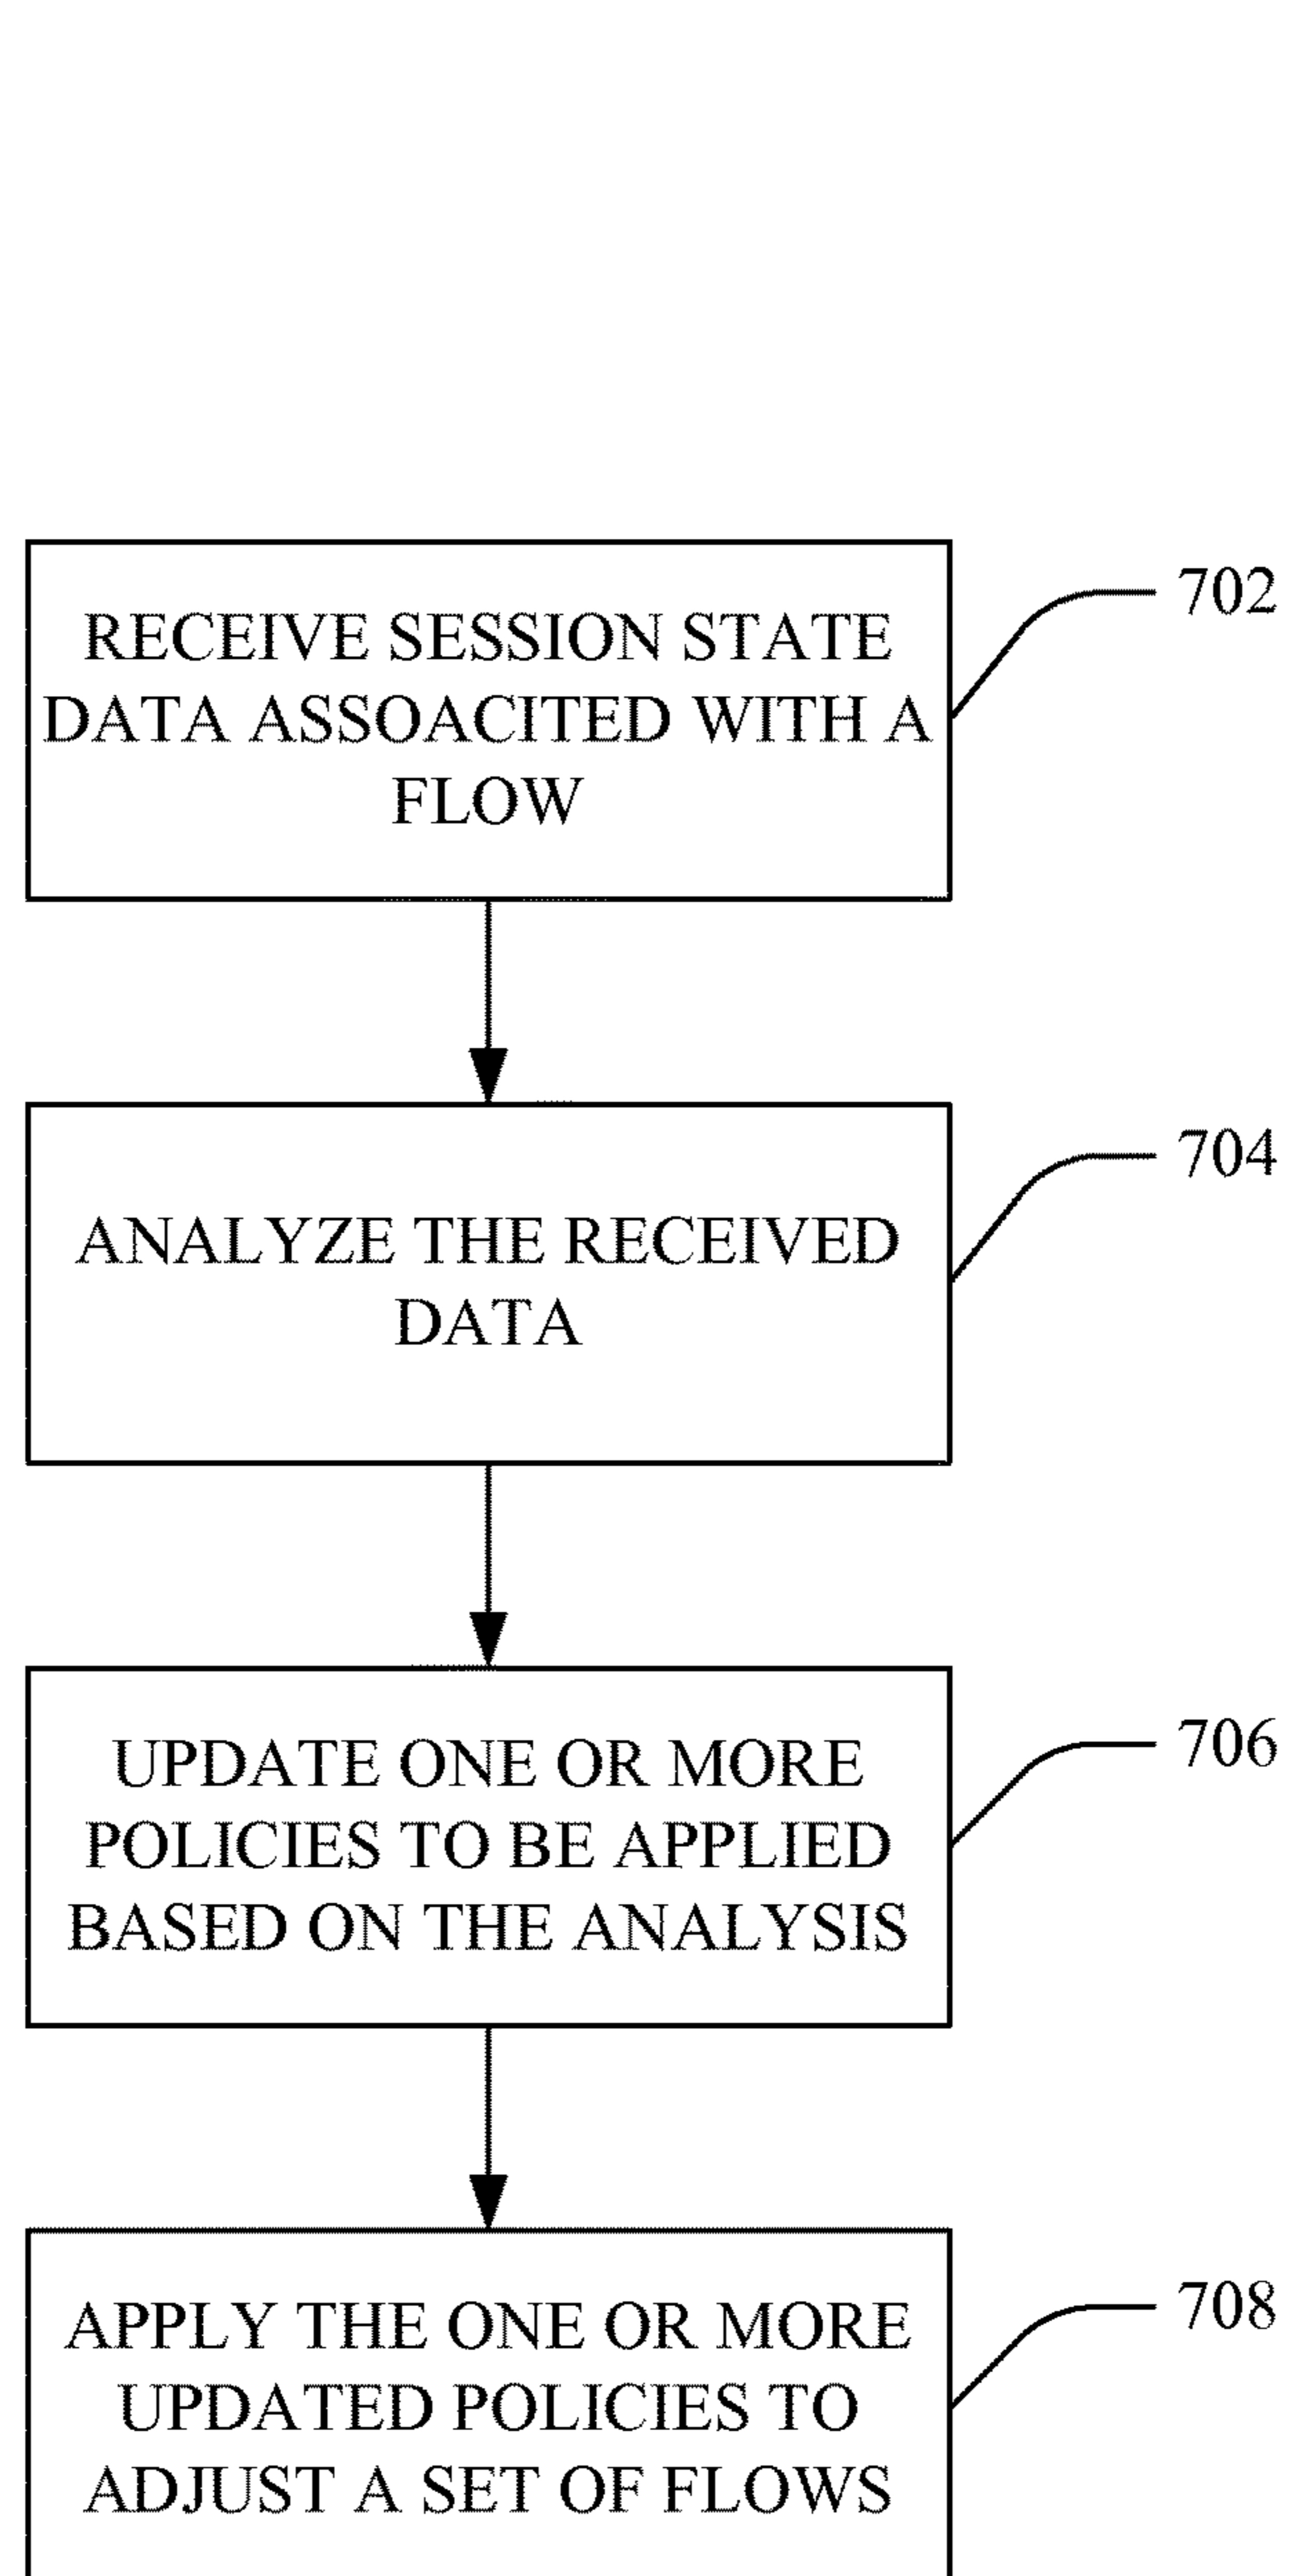 RECEIVE SESSION STATE
DATA ASSOACITED WITH A
FLOW
702
ANALYZE THE RECEIVED
DATA
704
UPDATE ONE OR MORE
POLICIES TO BE APPLIED
BASED ON THE ANALYSIS
706
APPLY THE ONE OR MORE
UPDATED POLICIES TO
ADJUST A SET OF FLOWS
708